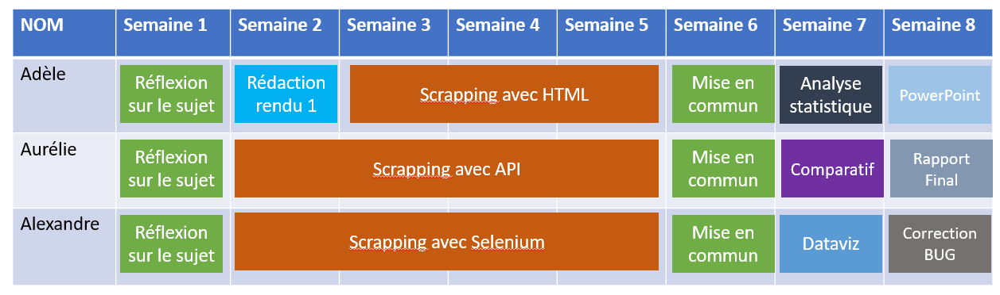 NOM Semaine 1 Semaine 2 Semaine 3 Semaine 4 Semaine 5 Semaine 6 Semaine 7 Semaine 8
Adèle
Réflexion
sur le sujet
Rédaction
rendu 1
Scrapping avec HTML
Mise en
commun
Analyse
statistique
PowerPoint
Aurélie
Réflexion
sur le sujet
Scrapping avec API
Mise en
commun
Comparatif
Rapport
Final
Alexandre
Réflexion
sur le sujet
Scrapping avec Selenium
Mise en
commun
Dataviz
Correction
BUG